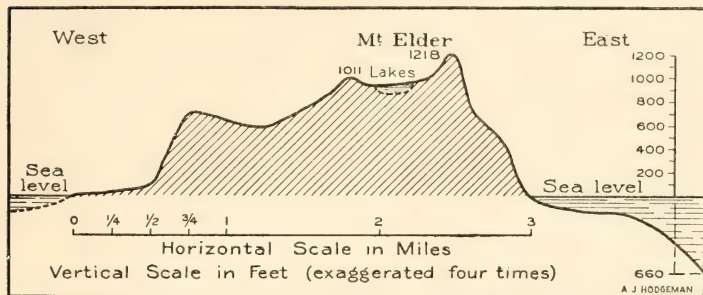 West Mt Elder East
1218
1011 Lakes
1200
1000
800
600
400
200
Sea level
Sea level
0 1/4 1/2 3/4 1 2 3
Horizontal Scale in Miles
Vertical Scale in Feet (exaggerated four times)
660
A J HODGEMAN